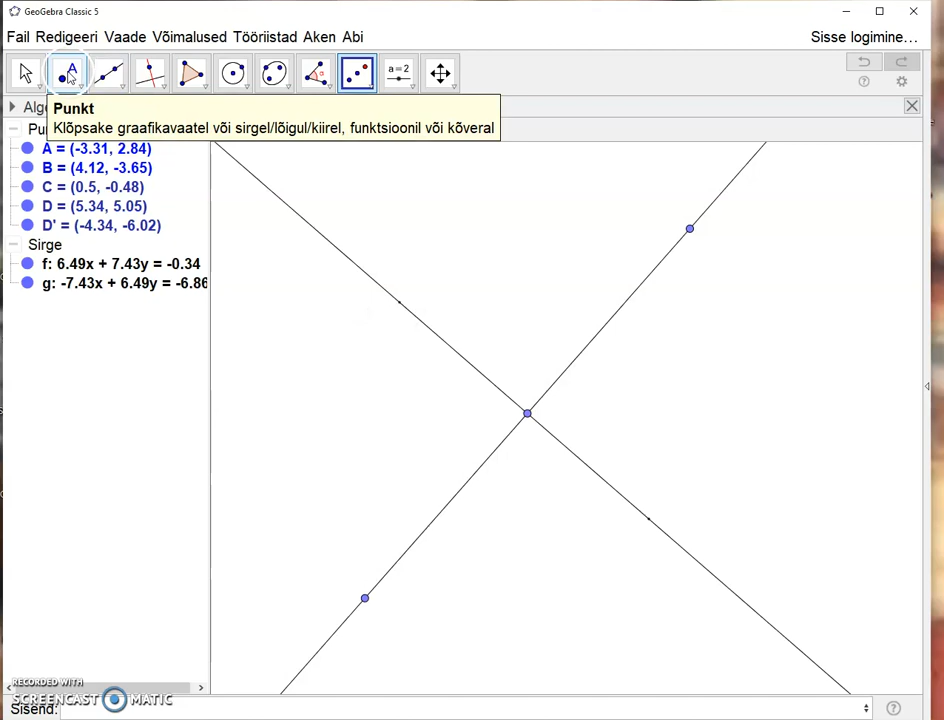 GeoGebra Classic 5
Fail Redigeeri Vaade Võimalused Tööriistad Aken Abi
Sisse logimine…
A
α
a=2
Punkt
Klõpsake graafikavaatel või sirgel/lõigul/kiirel, funktsioonil või kõveral
A = (-3.31, 2.84)
B = (4.12, -3.65)
C = (0.5, -0.48)
D = (5.34, 5.05)
D' = (-4.34, -6.02)
Sirge
f: 6.49x + 7.43y = -0.34
g: -7.43x + 6.49y = -6.86
RECORDED WITH
SCREENCAST MATIC
Sisend: